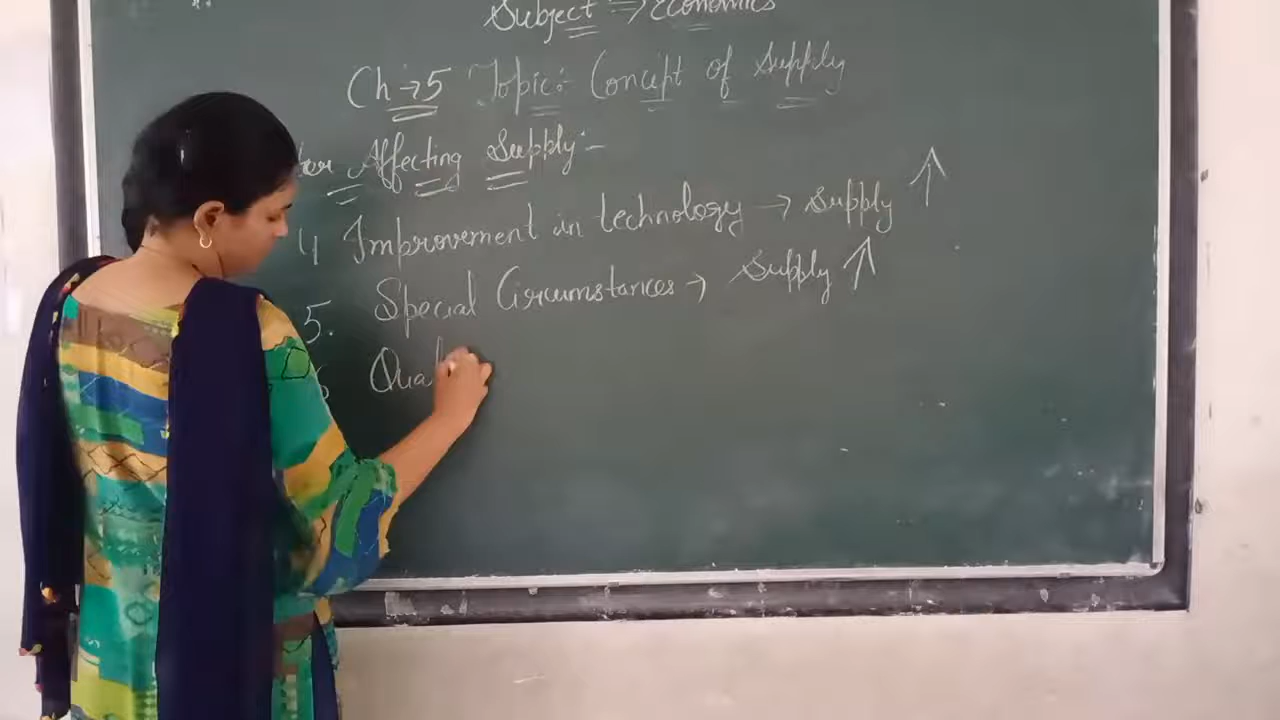 Subject → Economics
Ch→5 Topic:- Concept of Supply
Affecting Supply:-
4 Improvement in technology → Supply ↑
5. Special Circumstances → Supply ↑
6